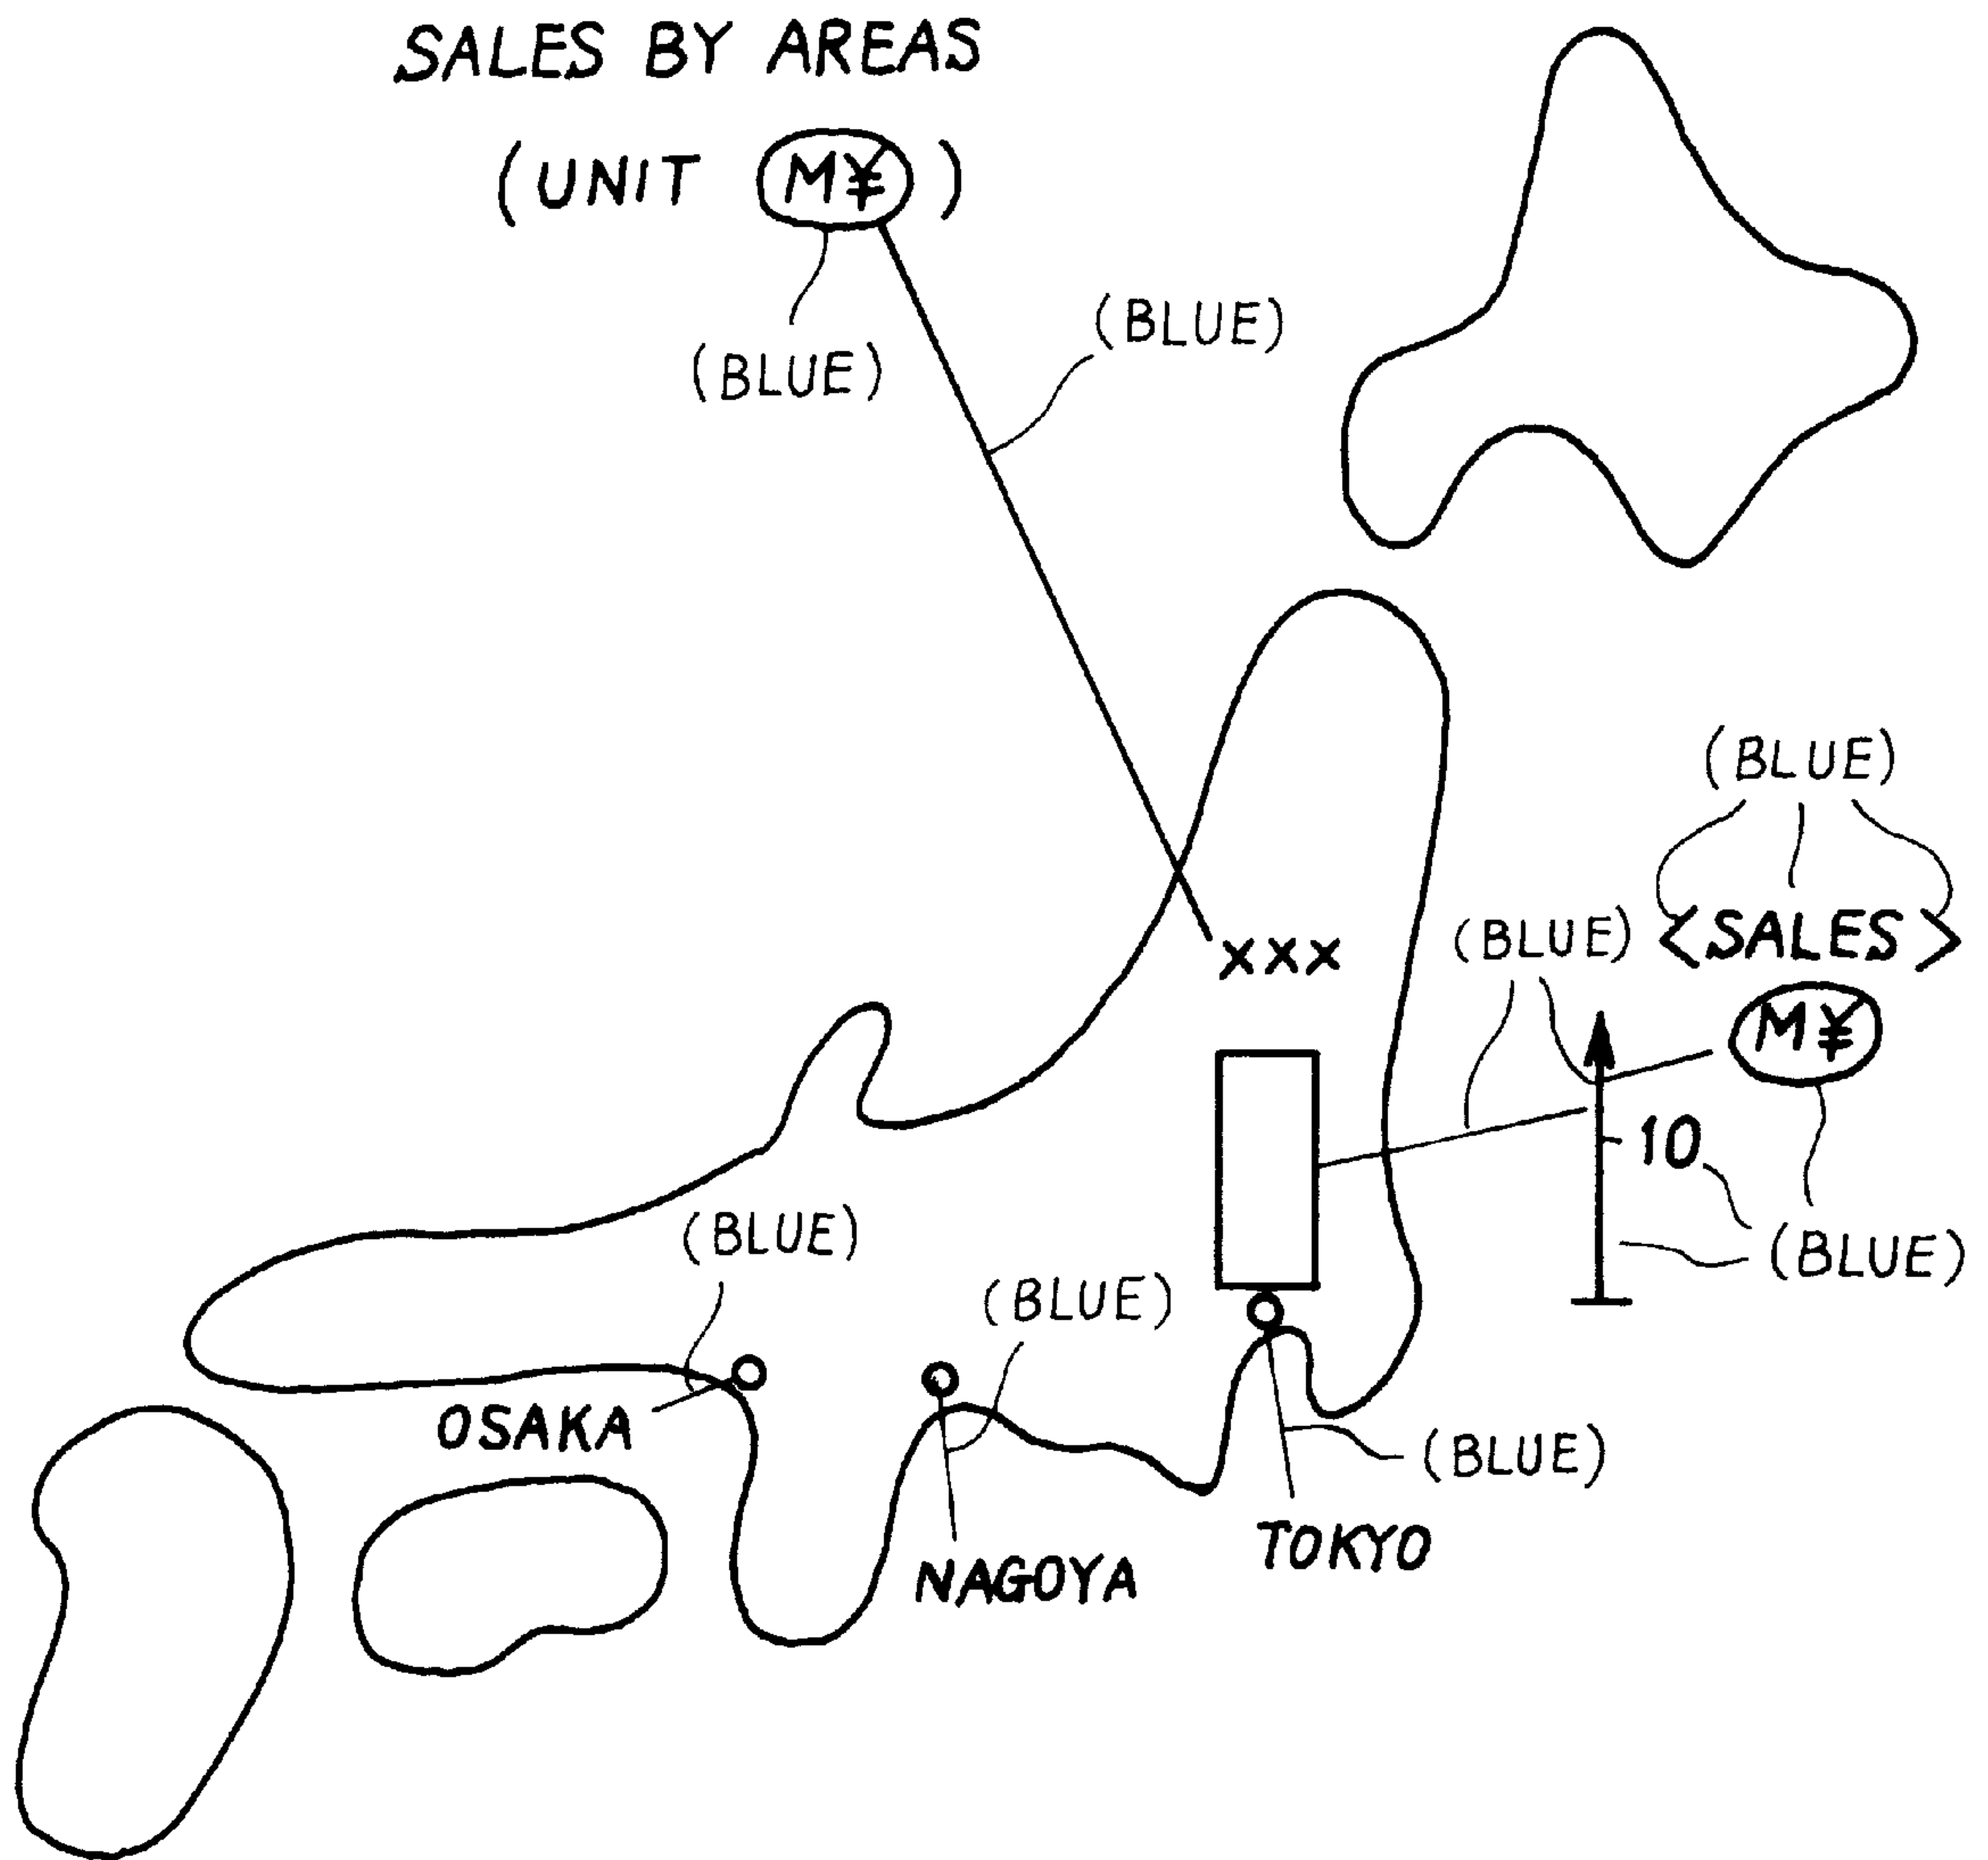 SALES BY AREAS
(UNIT M¥)
(BLUE)
(BLUE)
(BLUE)
(BLUE)
<SALES>
XXX
M¥
10
(BLUE)
(BLUE)
(BLUE)
OSAKA
(BLUE)
TOKYO
NAGOYA